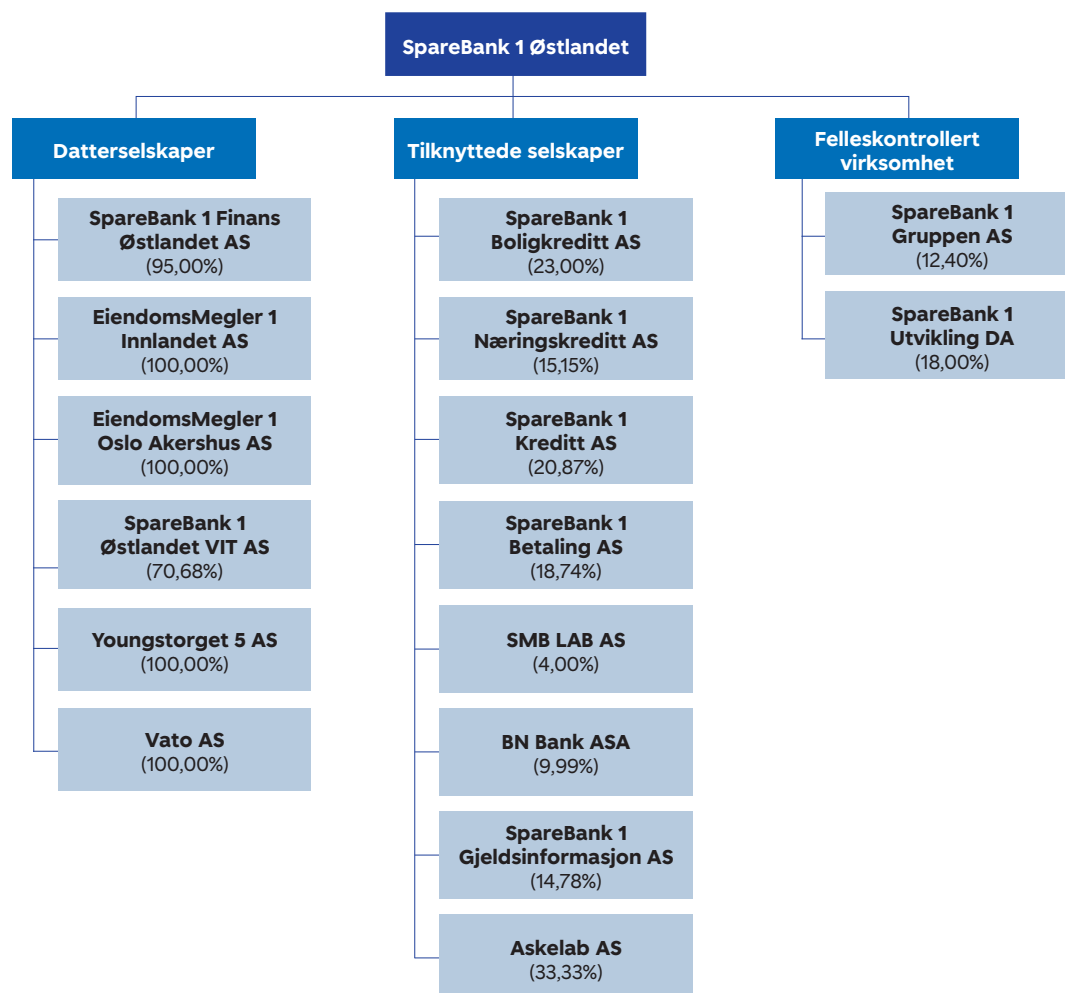 SpareBank 1 Østlandet
Datterselskaper
SpareBank 1 Finans
Østlandet AS
(95,00%)
EiendomsMegler 1
Innlandet AS
(100,00%)
EiendomsMegler 1
Oslo Akershus AS
(100,00%)
SpareBank 1
Østlandet VIT AS
(70,68%)
Youngstorget 5 AS
(100,00%)
Vato AS
(100,00%)
Tilknyttede selskaper
SpareBank 1
Boligkreditt AS
(23,00%)
SpareBank 1
Næringskreditt AS
(15,15%)
SpareBank 1
Kreditt AS
(20,87%)
SpareBank 1
Betaling AS
(18,74%)
SMB LAB AS
(4,00%)
BN Bank ASA
(9,99%)
SpareBank 1
Gjeldsinformasjon AS
(14,78%)
Askelab AS
(33,33%)
Felleskontrollert
virksomhet
SpareBank 1
Gruppen AS
(12,40%)
SpareBank 1
Utvikling DA
(18,00%)